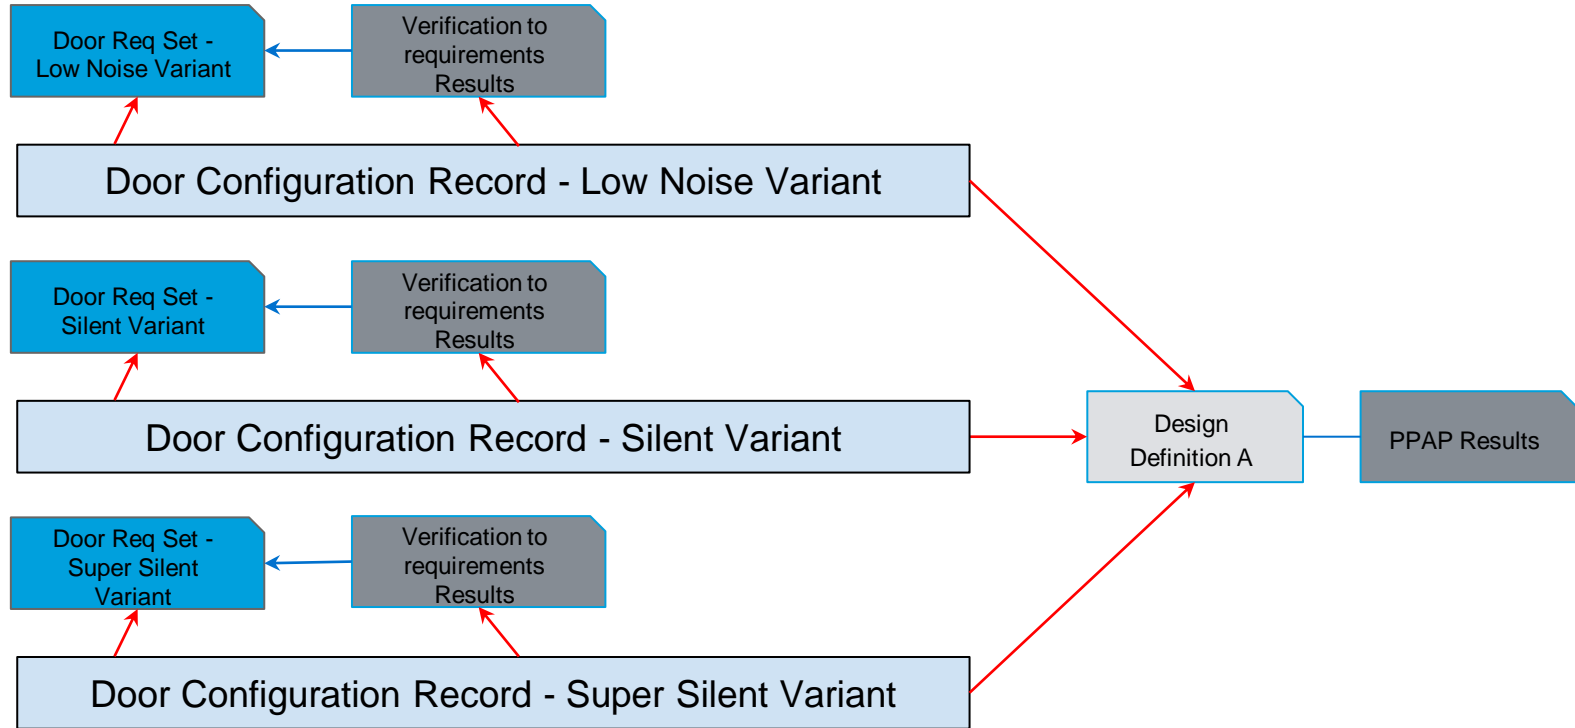 Door Req Set -
Low Noise Variant
Verification to
requirements
Results
Door Configuration Record - Low Noise Variant
Door Req Set -
Silent Variant
Verification to
requirements
Results
Door Configuration Record - Silent Variant
Design
Definition A
PPAP Results
Door Req Set -
Super Silent
Variant
Verification to
requirements
Results
Door Configuration Record - Super Silent Variant